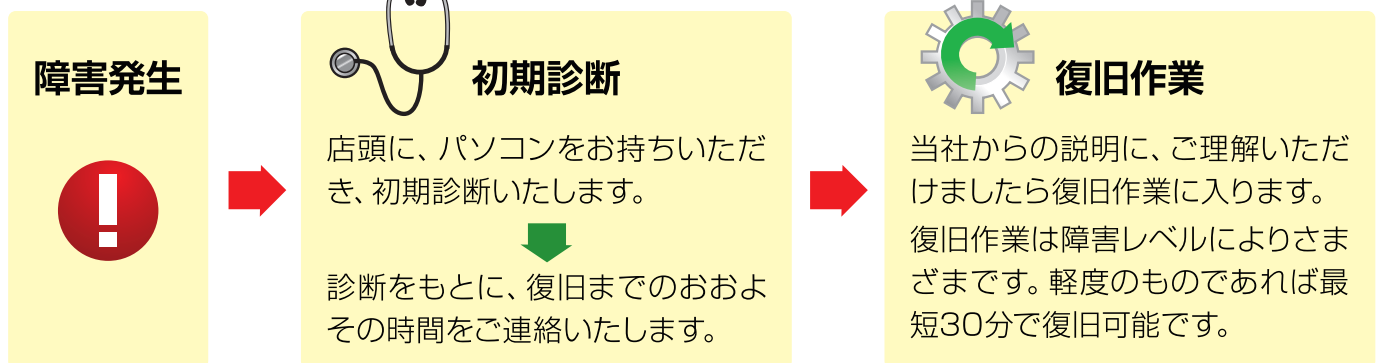 障害発生
初期診断
店頭に、パソコンをお持ちいただ
き、初期診断いたします。
診断をもとに、復旧までのおおよ
その時間をご連絡いたします。
復旧作業
当社からの説明に、ご理解いただ
けましたら復旧作業に入ります。
復旧作業は障害レベルによりさま
ざまです。軽度のものであれば最
短30分で復旧可能です。